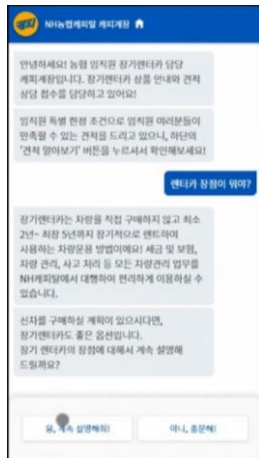 캐피
NH농협캐피탈 캐피계장
안녕하세요! 농협 임직원 장기렌터카 담당
캐피계장입니다. 장기렌터카 상품 안내와 견적
상담 접수를 담당하고 있어요!
임직원 특별 한정 조건으로 임직원 여러분들이
만족할 수 있는 견적을 드리고 있으니, 하단의
'견적 알아보기' 버튼을 누르셔서 확인해보세요!
렌터카 장점이 뭐야?
장기렌터카는 차량을 직접 구매하지 않고 최소
2년~ 최장 5년까지 장기적으로 렌트하여
사용하는 차량운용 방법이에요! 세금 및 보험,
차량 관리, 사고 처리 등 모든 차량관리 업무를
NH캐피탈에서 대행하여 편리하게 이용하실 수
있습니다.
신차를 구매하실 계획이 있으시다면,
장기렌터카도 좋은 옵션입니다.
장기 렌터카의 장점에 대해서 계속 설명해
드릴까요?
응, 계속 설명해줘!
아니, 충분해!